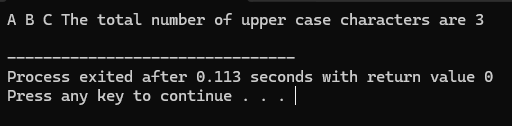 A B C The total number of upper case characters are 3
--------------------------------
Process exited after 0.113 seconds with return value 0
Press any key to continue . . .